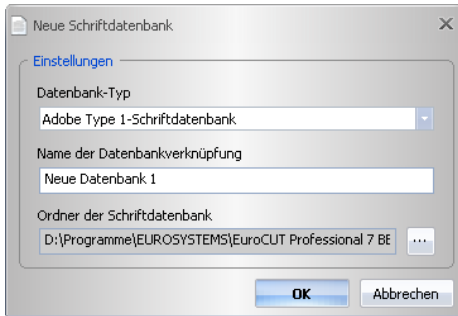 Neue Schriftdatenbank
Einstellungen
Datenbank-Typ
Adobe Type 1-Schriftdatenbank
Name der Datenbankverknüpfung
Neue Datenbank 1
Ordner der Schriftdatenbank
D:\Programme\EUROSYSTEMS\EuroCUT Professional 7 BE
...
OK
Abbrechen